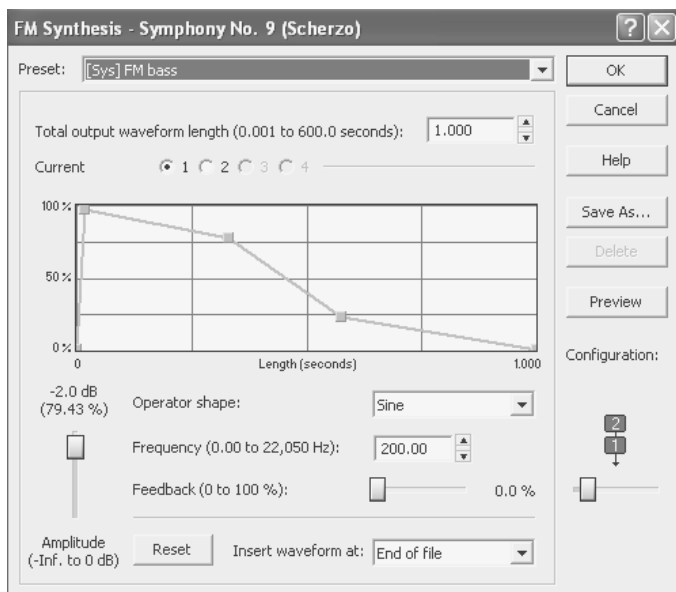 FM Synthesis - Symphony No. 9 (Scherzo)
Preset: [Sys] FM bass
OK
Cancel
Total output waveform length (0.001 to 600.0 seconds): 1.000
Help
Current 1 2 3 4
100 %
Save As...
Delete
50 %
Preview
0 %
0 Length (seconds) 1.000
Configuration:
-2.0 dB
(79.43 %)
Operator shape: Sine
2
1
Frequency (0.00 to 22,050 Hz): 200.00
Feedback (0 to 100 %): 0.0 %
Amplitude
(-Inf. to 0 dB)
Reset
Insert waveform at: End of file